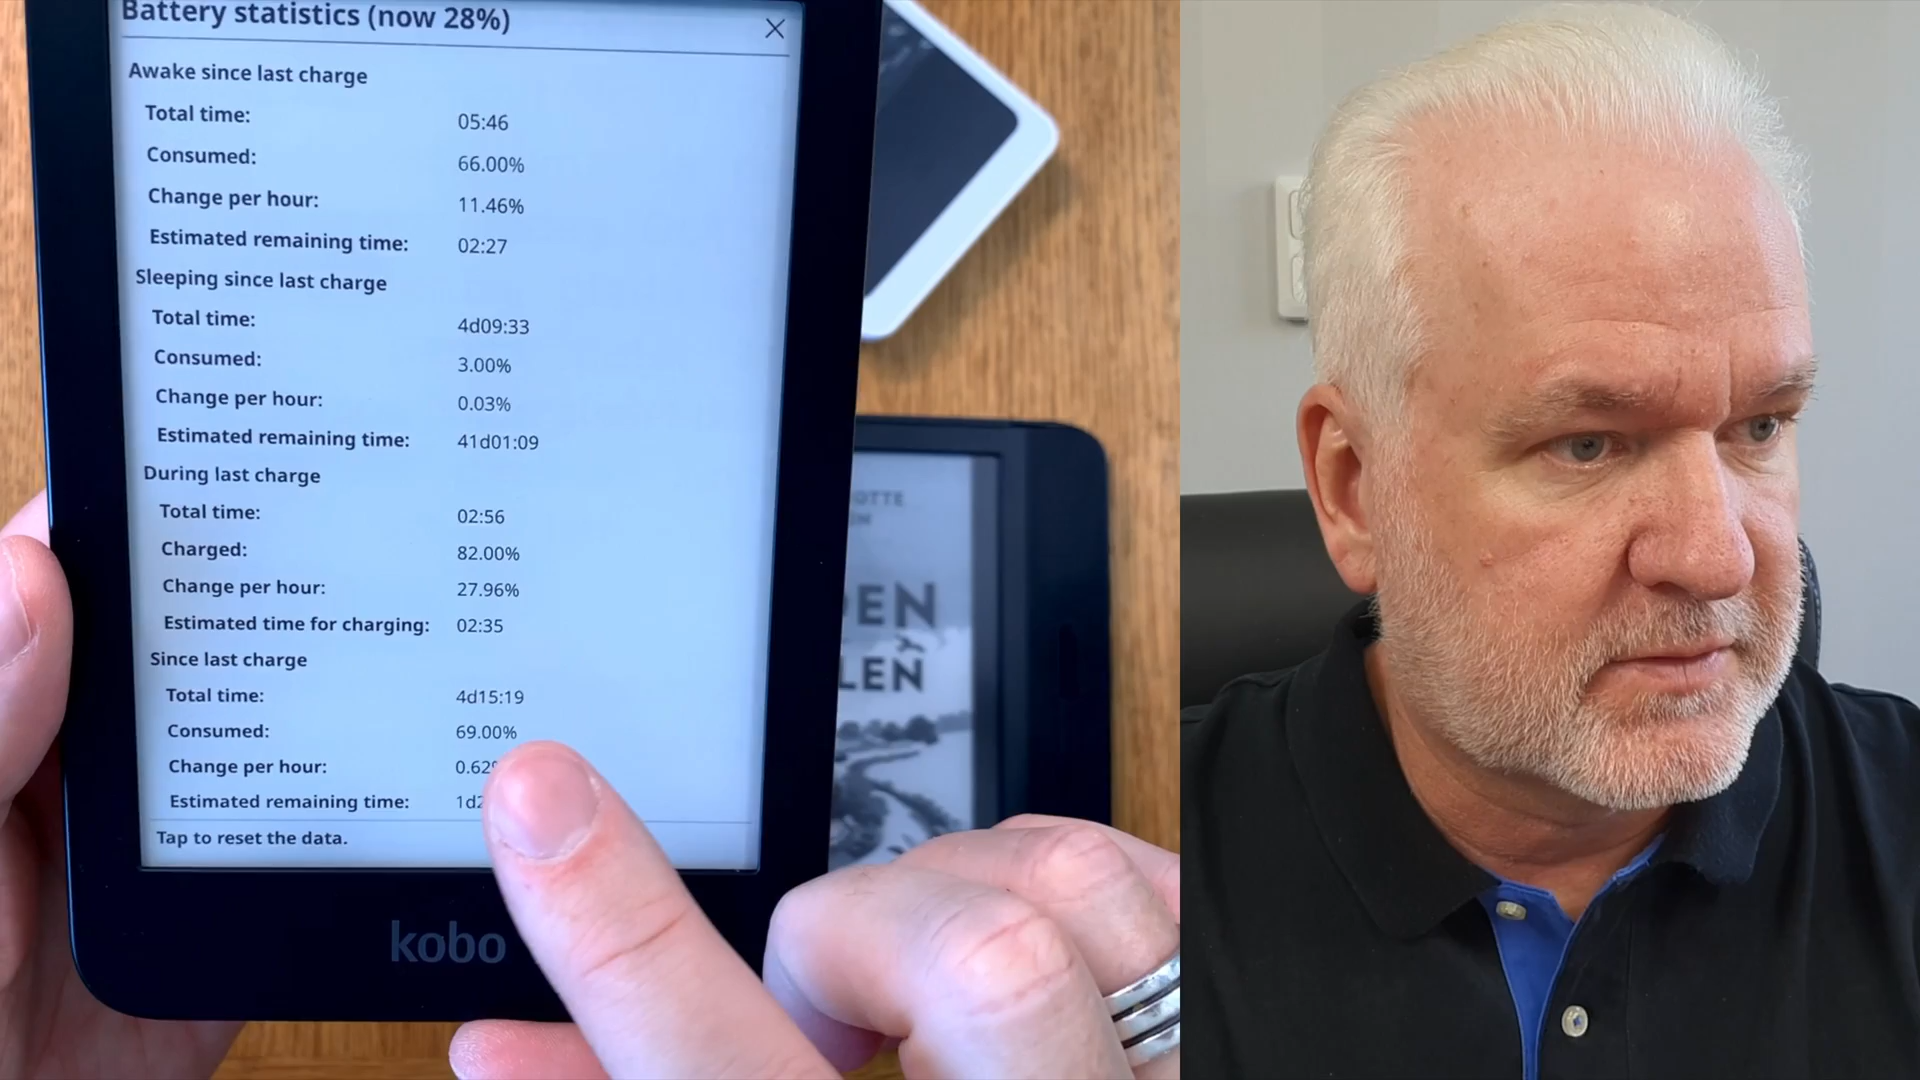 Battery statistics (now 28%)
Awake since last charge
Total time: 05:46
Consumed: 66.00%
Change per hour: 11.46%
Estimated remaining time: 02:27
Sleeping since last charge
Total time: 4d09:33
Consumed: 3.00%
Change per hour: 0.03%
Estimated remaining time: 41d01:09
During last charge
Total time: 02:56
Charged: 82.00%
Change per hour: 27.96%
Estimated time for charging: 02:35
Since last charge
Total time: 4d15:19
Consumed: 69.00%
Change per hour: 0.62
Estimated remaining time:
Tap to reset the data.
kobo